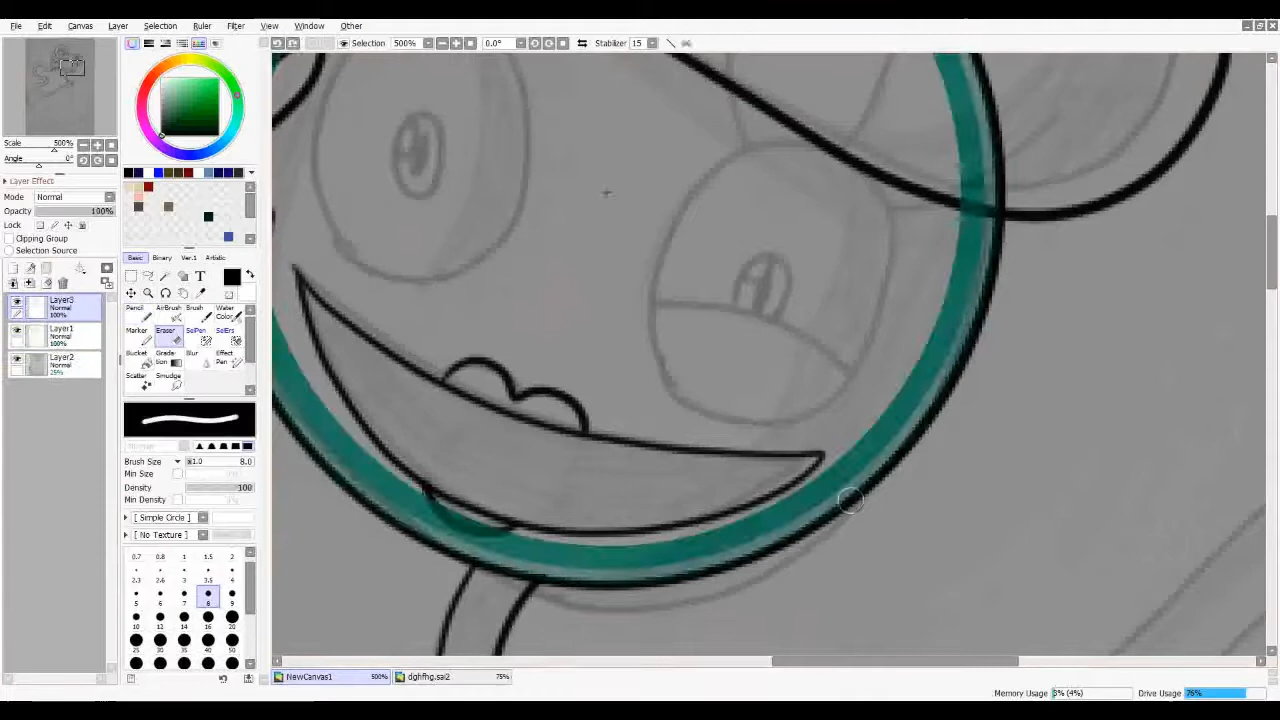 File Edit Canvas Layer Selection Ruler Filter View Window Other
Selection 500% 0.0° Stabilizer 15
Scale 500%
Angle 0°
Layer Effect
Mode Normal
Opacity 100%
Lock
Clipping Group
Selection Source
Layer3
Normal
100%
Layer1
Normal
100%
Layer2
Normal
25%
Basic Binary Ver.1 Artistic
T
Pencil AirBrush Brush Water Color
Marker Eraser SelPen SelErs
Bucket Grada-tion Blur Effect Pen
Scatter Smudge
Brush Size x1.0 8.0
Min Size
Density 100
Min Density
[ Simple Circle ]
[ No Texture ]
0.7 0.8 1 1.5 2
2.3 2.6 3 3.5 4
5 6 7 8 9
10 12 14 16 20
25 30 35 40 50
NewCanvas1 500% dghfhg.sai2 75%
Memory Usage 3% (4%) Drive Usage 76%